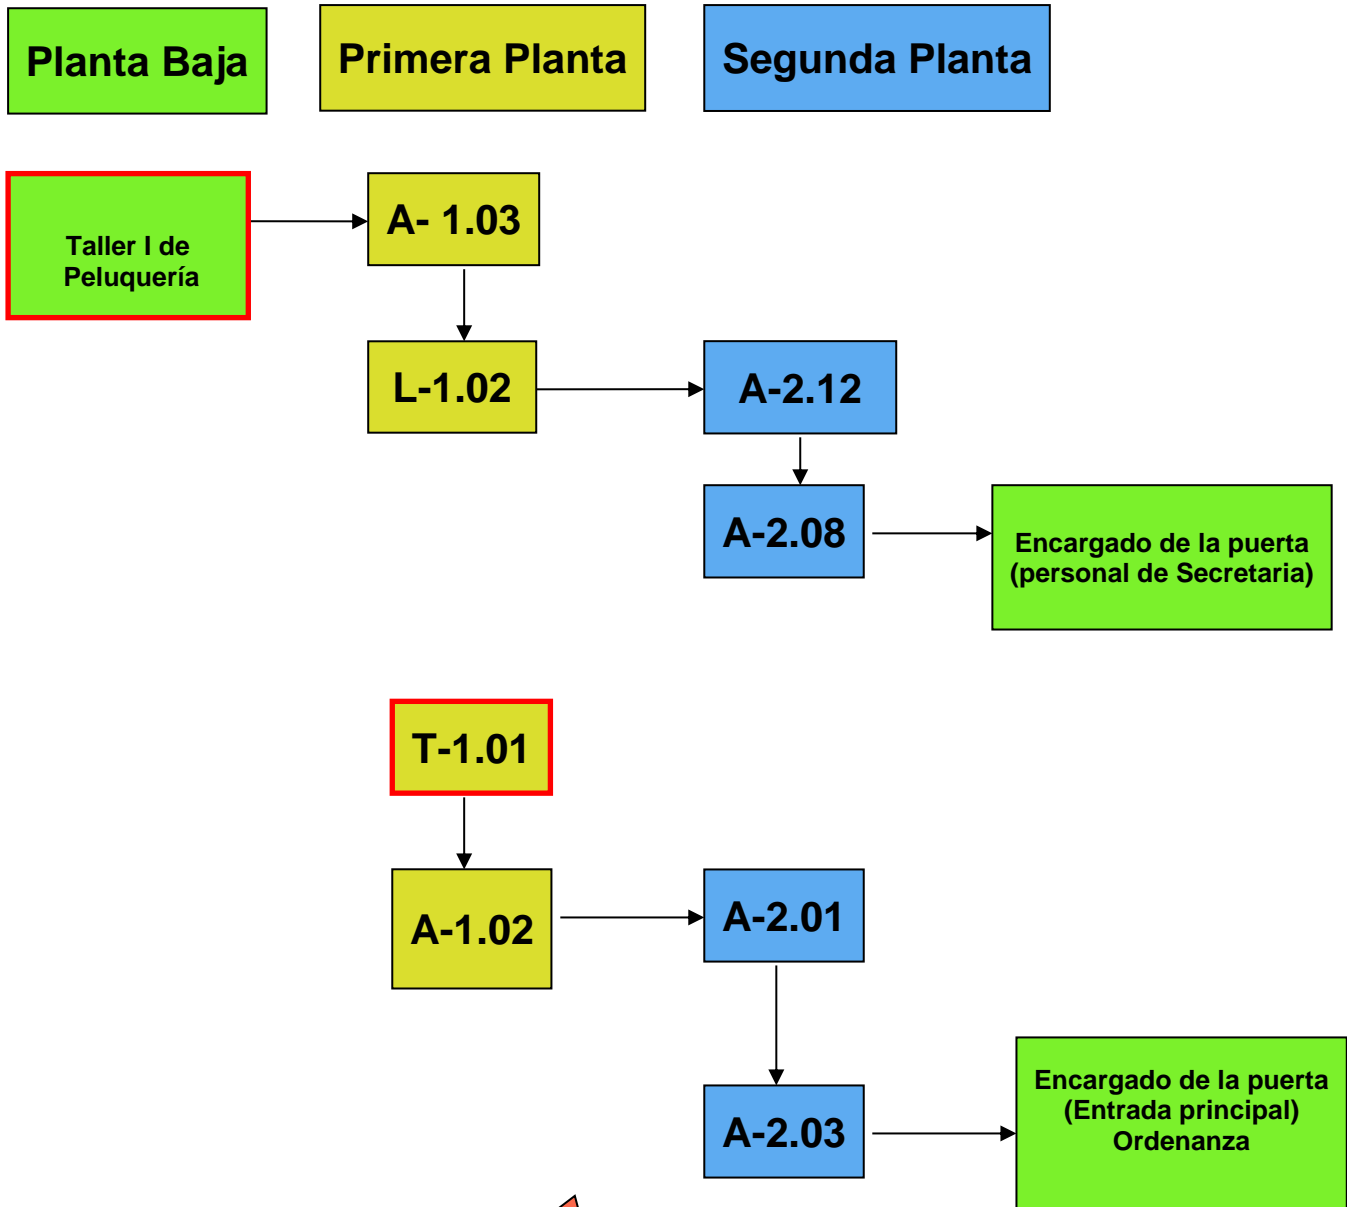 Planta Baja
Primera Planta
Segunda Planta
Taller I de
Peluquería
A- 1.03
L-1.02
A-2.12
A-2.08
Encargado de la puerta
(personal de Secretaria)
T-1.01
A-1.02
A-2.01
A-2.03
Encargado de la puerta
(Entrada principal)
Ordenanza